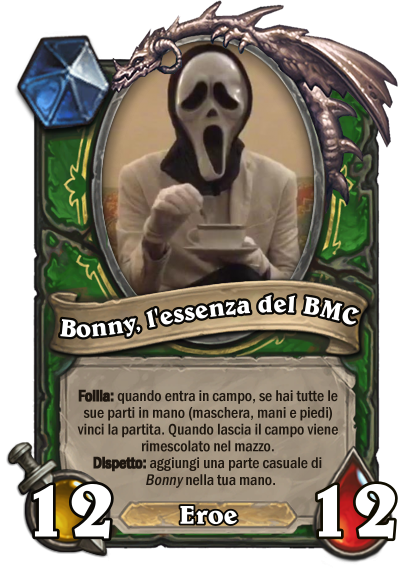 Bonny, l'essenza del BMC
Follia: quando entra in campo, se hai tutte le
sue parti in mano (maschera, mani e piedi)
vinci la partita. Quando lascia il campo viene
rimescolato nel mazzo.
Dispetto: aggiungi una parte casuale di
Bonny nella tua mano.
12
Eroe
12